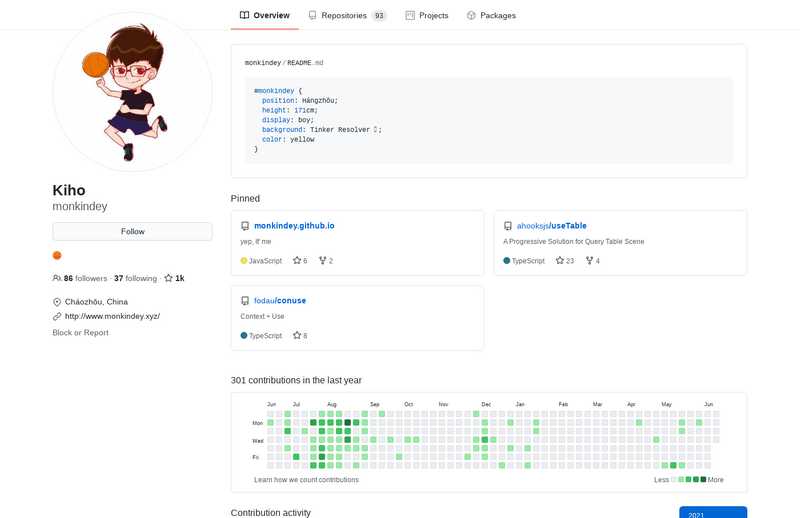 Overview
Repositories 93
Projects
Packages
monkindey / README.md
#monkindey {
position: Hángzhōu;
height: 171cm;
display: boy;
background: Tinker Resolver ;
color: yellow
}
Kiho
monkindey
Follow
86 followers · 37 following · 1k
Cháozhōu, China
http://www.monkindey.xyz/
Block or Report
Pinned
monkindey.github.io
yep, It' me
JavaScript 6 2
ahooksjs/useTable
A Progressive Solution for Query Table Scene
TypeScript 23 4
fodau/conuse
Context + Use
TypeScript 8
301 contributions in the last year
Jun Jul Aug Sep Oct Nov Dec Jan Feb Mar Apr May Jun
Mon
Wed
Fri
Learn how we count contributions
Less More
Contribution activity
2021